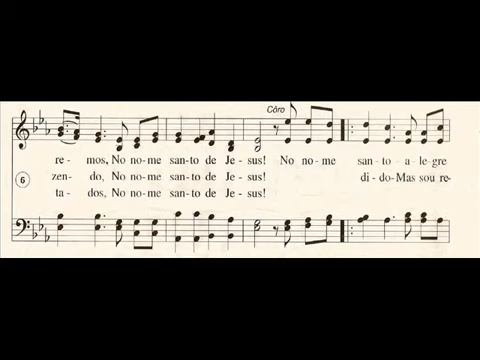 Côro
re- mos, No no-me san-to de Je-sus! No no-me san-to a-legre
6 zen- do, No no-me san-to de Je-sus! di-do-Mas sou re-
ta- dos, No no-me san-to de Je-sus!